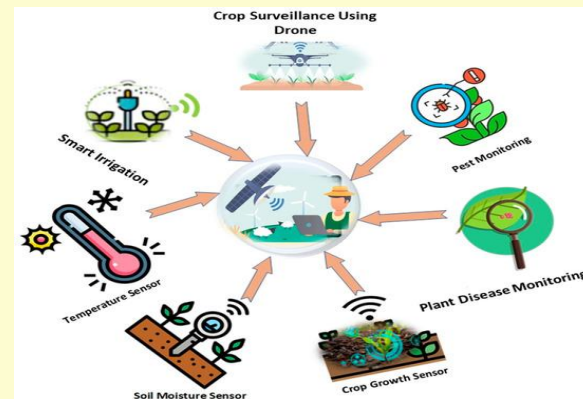 Crop Surveillance Using
Drone
Smart Irrigation
Pest Monitoring
Temperature Sensor
Plant Disease Monitoring
Soil Moisture Sensor
Crop Growth Sensor